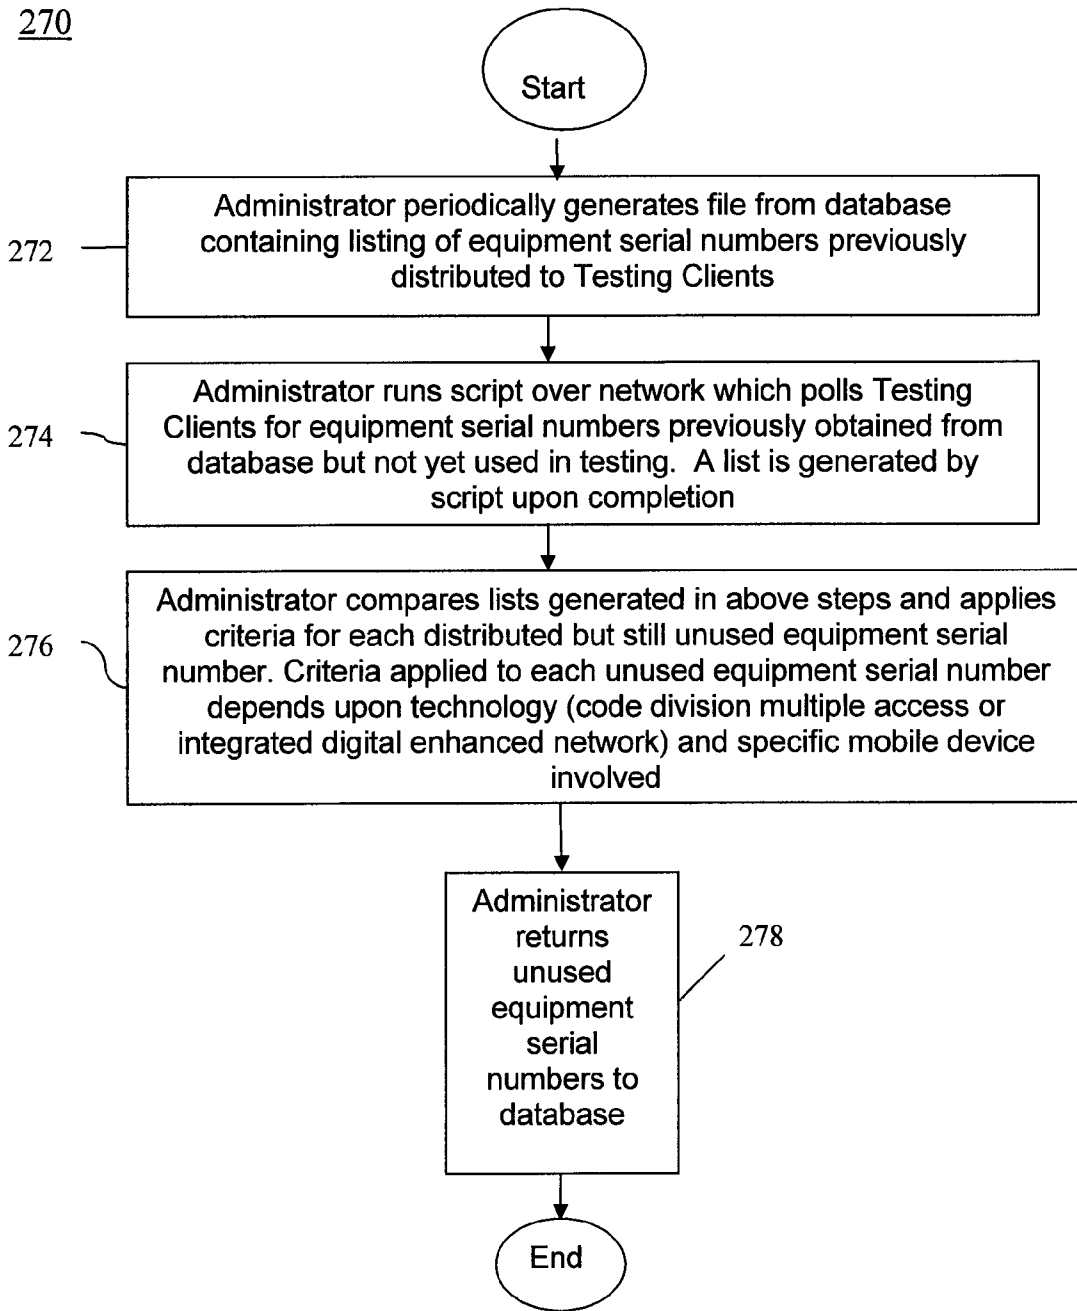 270
Start
Administrator periodically generates file from database
containing listing of equipment serial numbers previously
distributed to Testing Clients
272
Administrator runs script over network which polls Testing
Clients for equipment serial numbers previously obtained from
database but not yet used in testing.  A list is generated by
script upon completion
274
Administrator compares lists generated in above steps and applies
criteria for each distributed but still unused equipment serial
number. Criteria applied to each unused equipment serial number
depends upon technology (code division multiple access or
integrated digital enhanced network) and specific mobile device
involved
276
Administrator
returns
unused
equipment
serial
numbers to
database
278
End